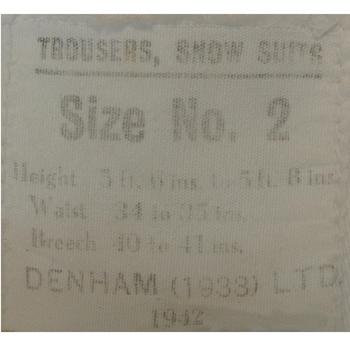 TROUSERS, SNOW SUITS
Size No. 2
Height 5 ft. 6 ins. to 5 ft. 8 ins.
Waist 34 to 35 ins.
Breech 40 to 41 ins.
DENHAM (1933) LTD.
1942